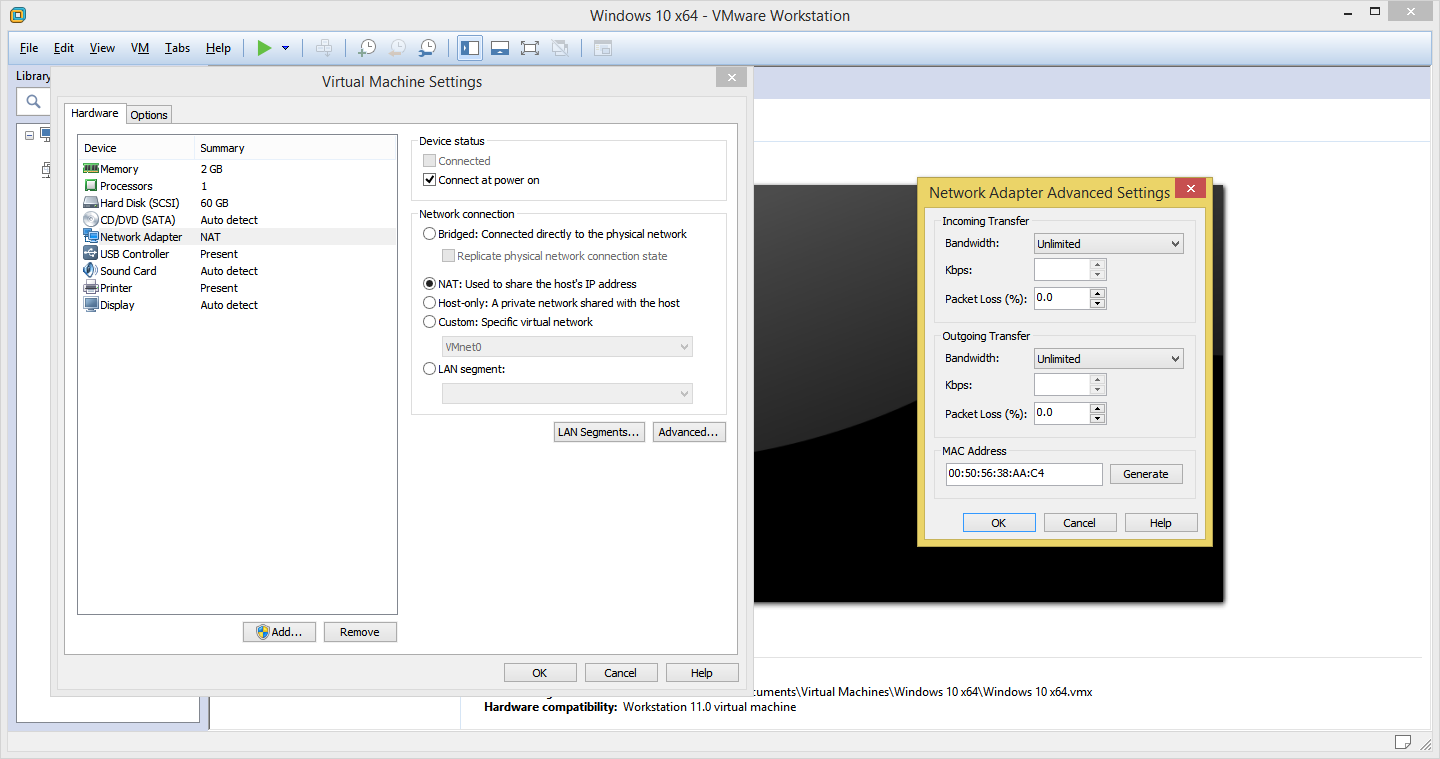 Windows 10 x64 - VMware Workstation
File Edit View VM Tabs Help
Library
Virtual Machine Settings
Hardware Options
Device Summary
Memory 2 GB
Processors 1
Hard Disk (SCSI) 60 GB
CD/DVD (SATA) Auto detect
Network Adapter NAT
USB Controller Present
Sound Card Auto detect
Printer Present
Display Auto detect
Add... Remove
Device status
Connected
Connect at power on
Network connection
Bridged: Connected directly to the physical network
Replicate physical network connection state
NAT: Used to share the host's IP address
Host-only: A private network shared with the host
Custom: Specific virtual network
VMnet0
LAN segment:
LAN Segments... Advanced...
OK Cancel Help
Network Adapter Advanced Settings
Incoming Transfer
Bandwidth: Unlimited
Kbps:
Packet Loss (%): 0.0
Outgoing Transfer
Bandwidth: Unlimited
Kbps:
Packet Loss (%): 0.0
MAC Address
00:50:56:38:AA:C4 Generate
OK Cancel Help
cuments\Virtual Machines\Windows 10 x64\Windows 10 x64.vmx
Hardware compatibility: Workstation 11.0 virtual machine